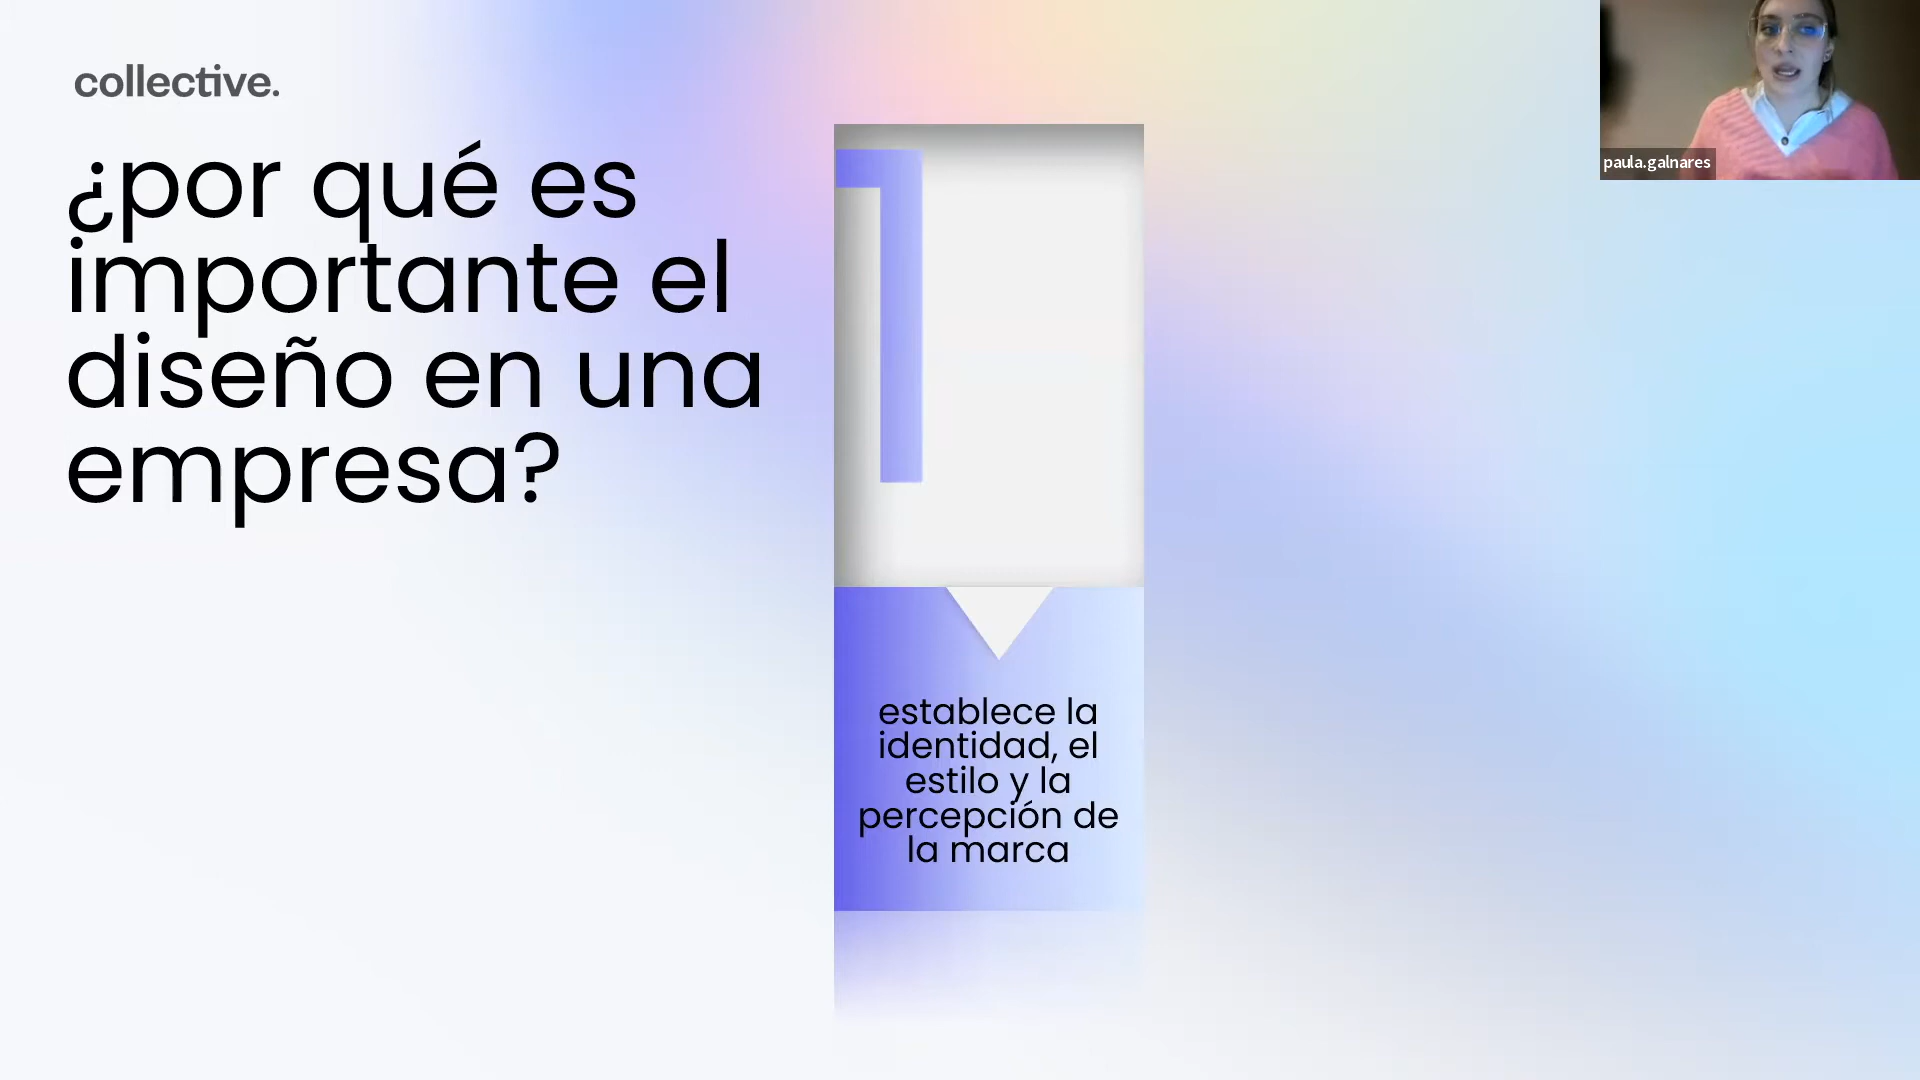 collective.
¿por qué es
importante el
diseño en una
empresa?
1
establece la
identidad, el
estilo y la
percepción de
la marca
paula.galnares